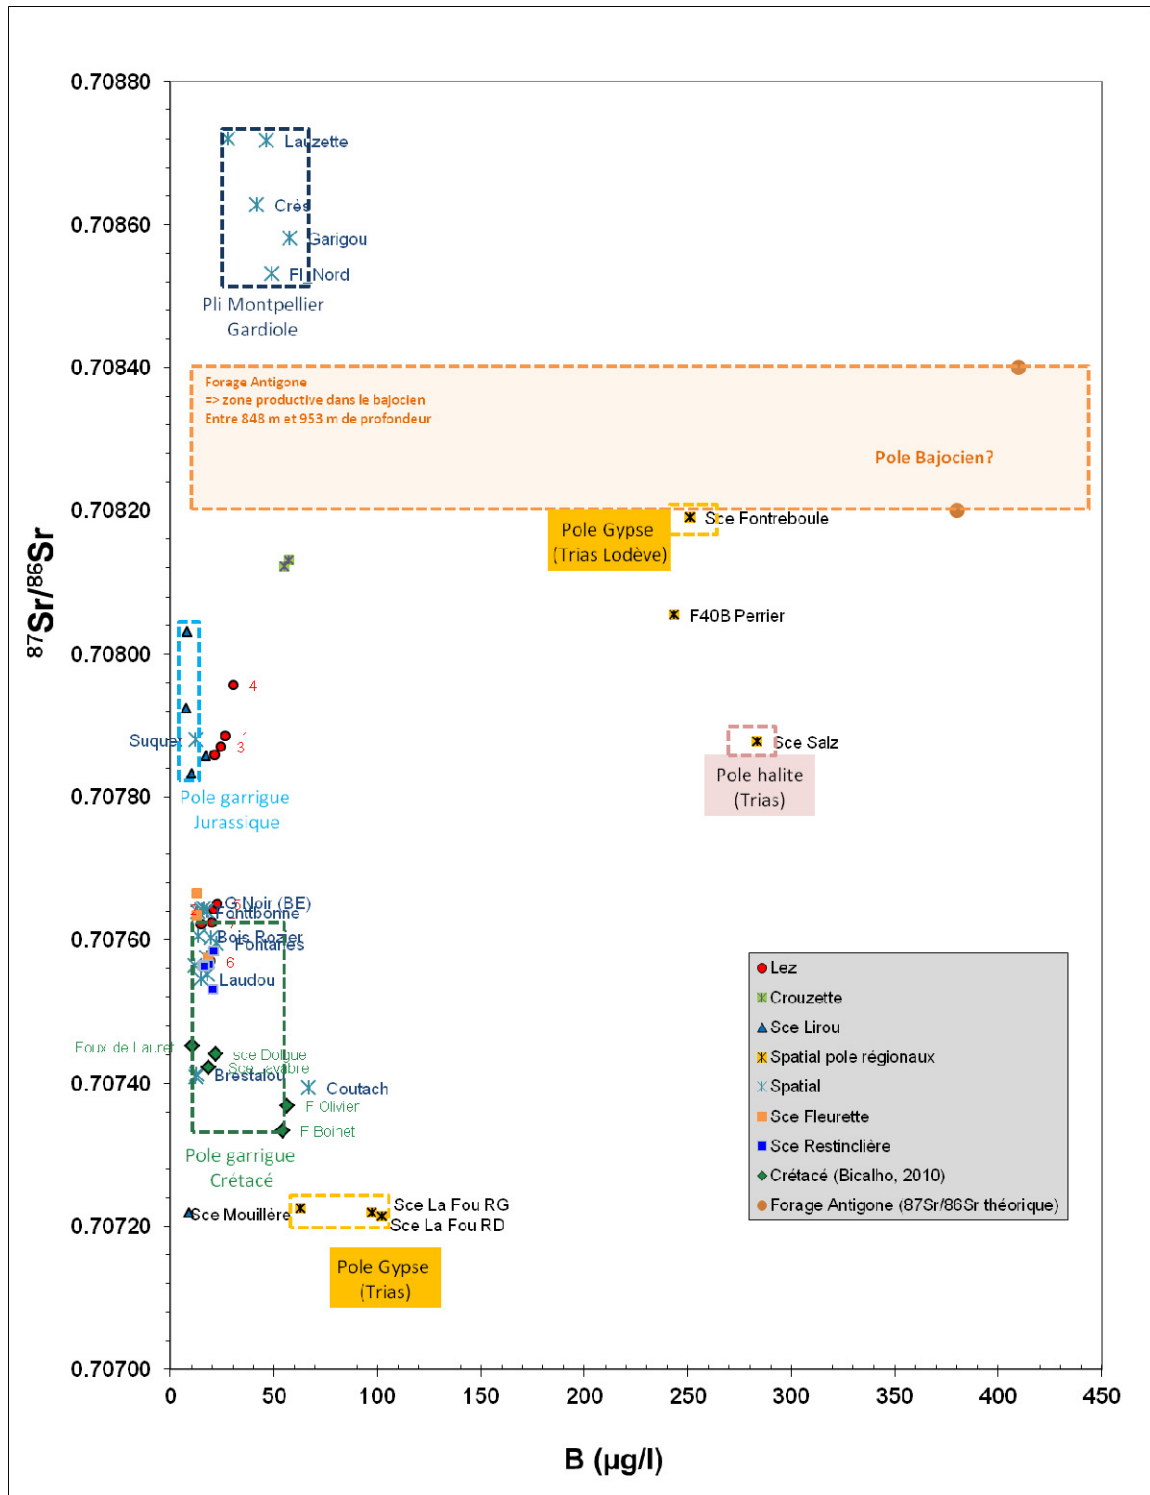 0.70880
0.70860
0.70840
0.70820
0.70800
0.70780
0.70760
0.70740
0.70720
0.70700
87Sr/86Sr
0 50 100 150 200 250 300 350 400 450
B (µg/l)
Lauzette
Crès
Garigou
Fl_Nord
Pli Montpellier
Gardiole
Forage Antigone
=> zone productive dans le bajocien
Entre 848 m et 953 m de profondeur
Pole Bajocien?
Pole Gypse
(Trias Lodève)
Sce Fontreboule
F40B Perrier
4
3
Suquet
Sce Salz
Pole halite
(Trias)
Pole garrigue
Jurassique
5
G Noir (BE)
Fontbonne
Bois Rozier
Fontanes
6
Laudou
Foux de Lauret
sce Dolgue
Brestalou
Coutach
F Olivier
F Boinet
Pole garrigue
Crétacé
Sce Mouillère
Sce La Fou RG
Sce La Fou RD
Pole Gypse
(Trias)
Lez
Crouzette
Sce Lirou
Spatial pole régionaux
Spatial
Sce Fleurette
Sce Restinclière
Crétacé (Bicalho, 2010)
Forage Antigone (87Sr/86Sr théorique)